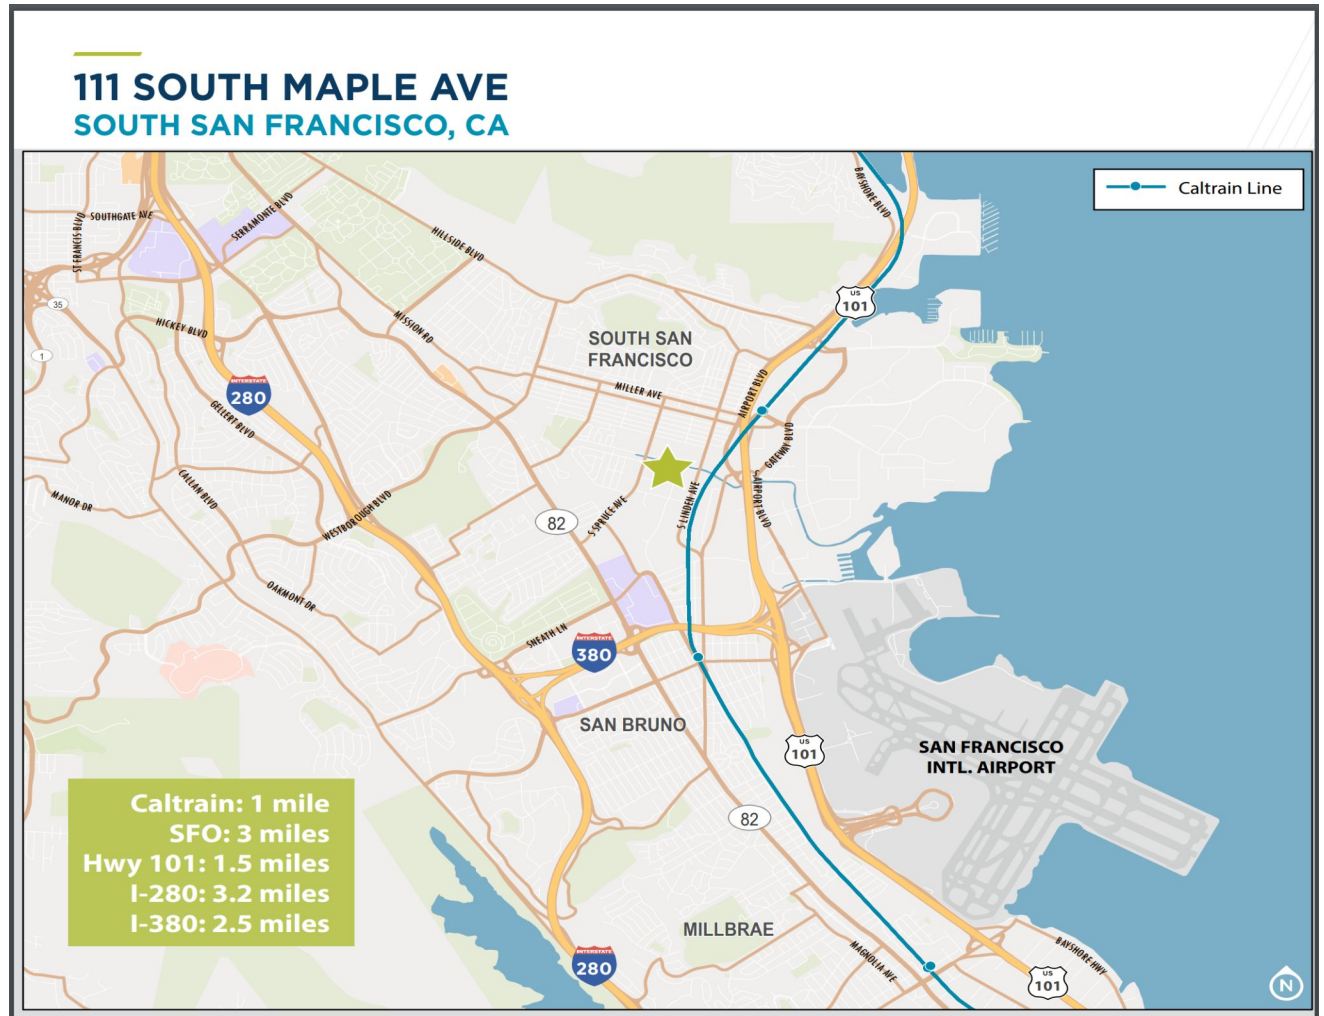 111 SOUTH MAPLE AVE
SOUTH SAN FRANCISCO, CA
Caltrain Line
BAYSHORE BLVD
SOUTHGATE AVE
ST FRANCIS BLVD
SERRAMONTE BLVD
HILLSIDE BLVD
35
US
101
HICKEY BLVD
MISSION RD
1
SOUTH SAN
FRANCISCO
INTERSTATE
280
MILLER AVE
AIRPORT BLVD
GELLERT BLVD
GATEWAY BLVD
CALLAN BLVD
MANOR DR
WESTBOROUGH BLVD
82
S SPRUCE AVE
S LINDEN AVE
S AIRPORT BLVD
OAKMONT DR
SNEATH LN
INTERSTATE
380
SAN BRUNO
US
101
SAN FRANCISCO
INTL. AIRPORT
82
Caltrain: 1 mile
SFO: 3 miles
Hwy 101: 1.5 miles
I-280: 3.2 miles
I-380: 2.5 miles
MILLBRAE
MAGNOLIA AVE
BAYSHORE HWY
INTERSTATE
280
US
101
N